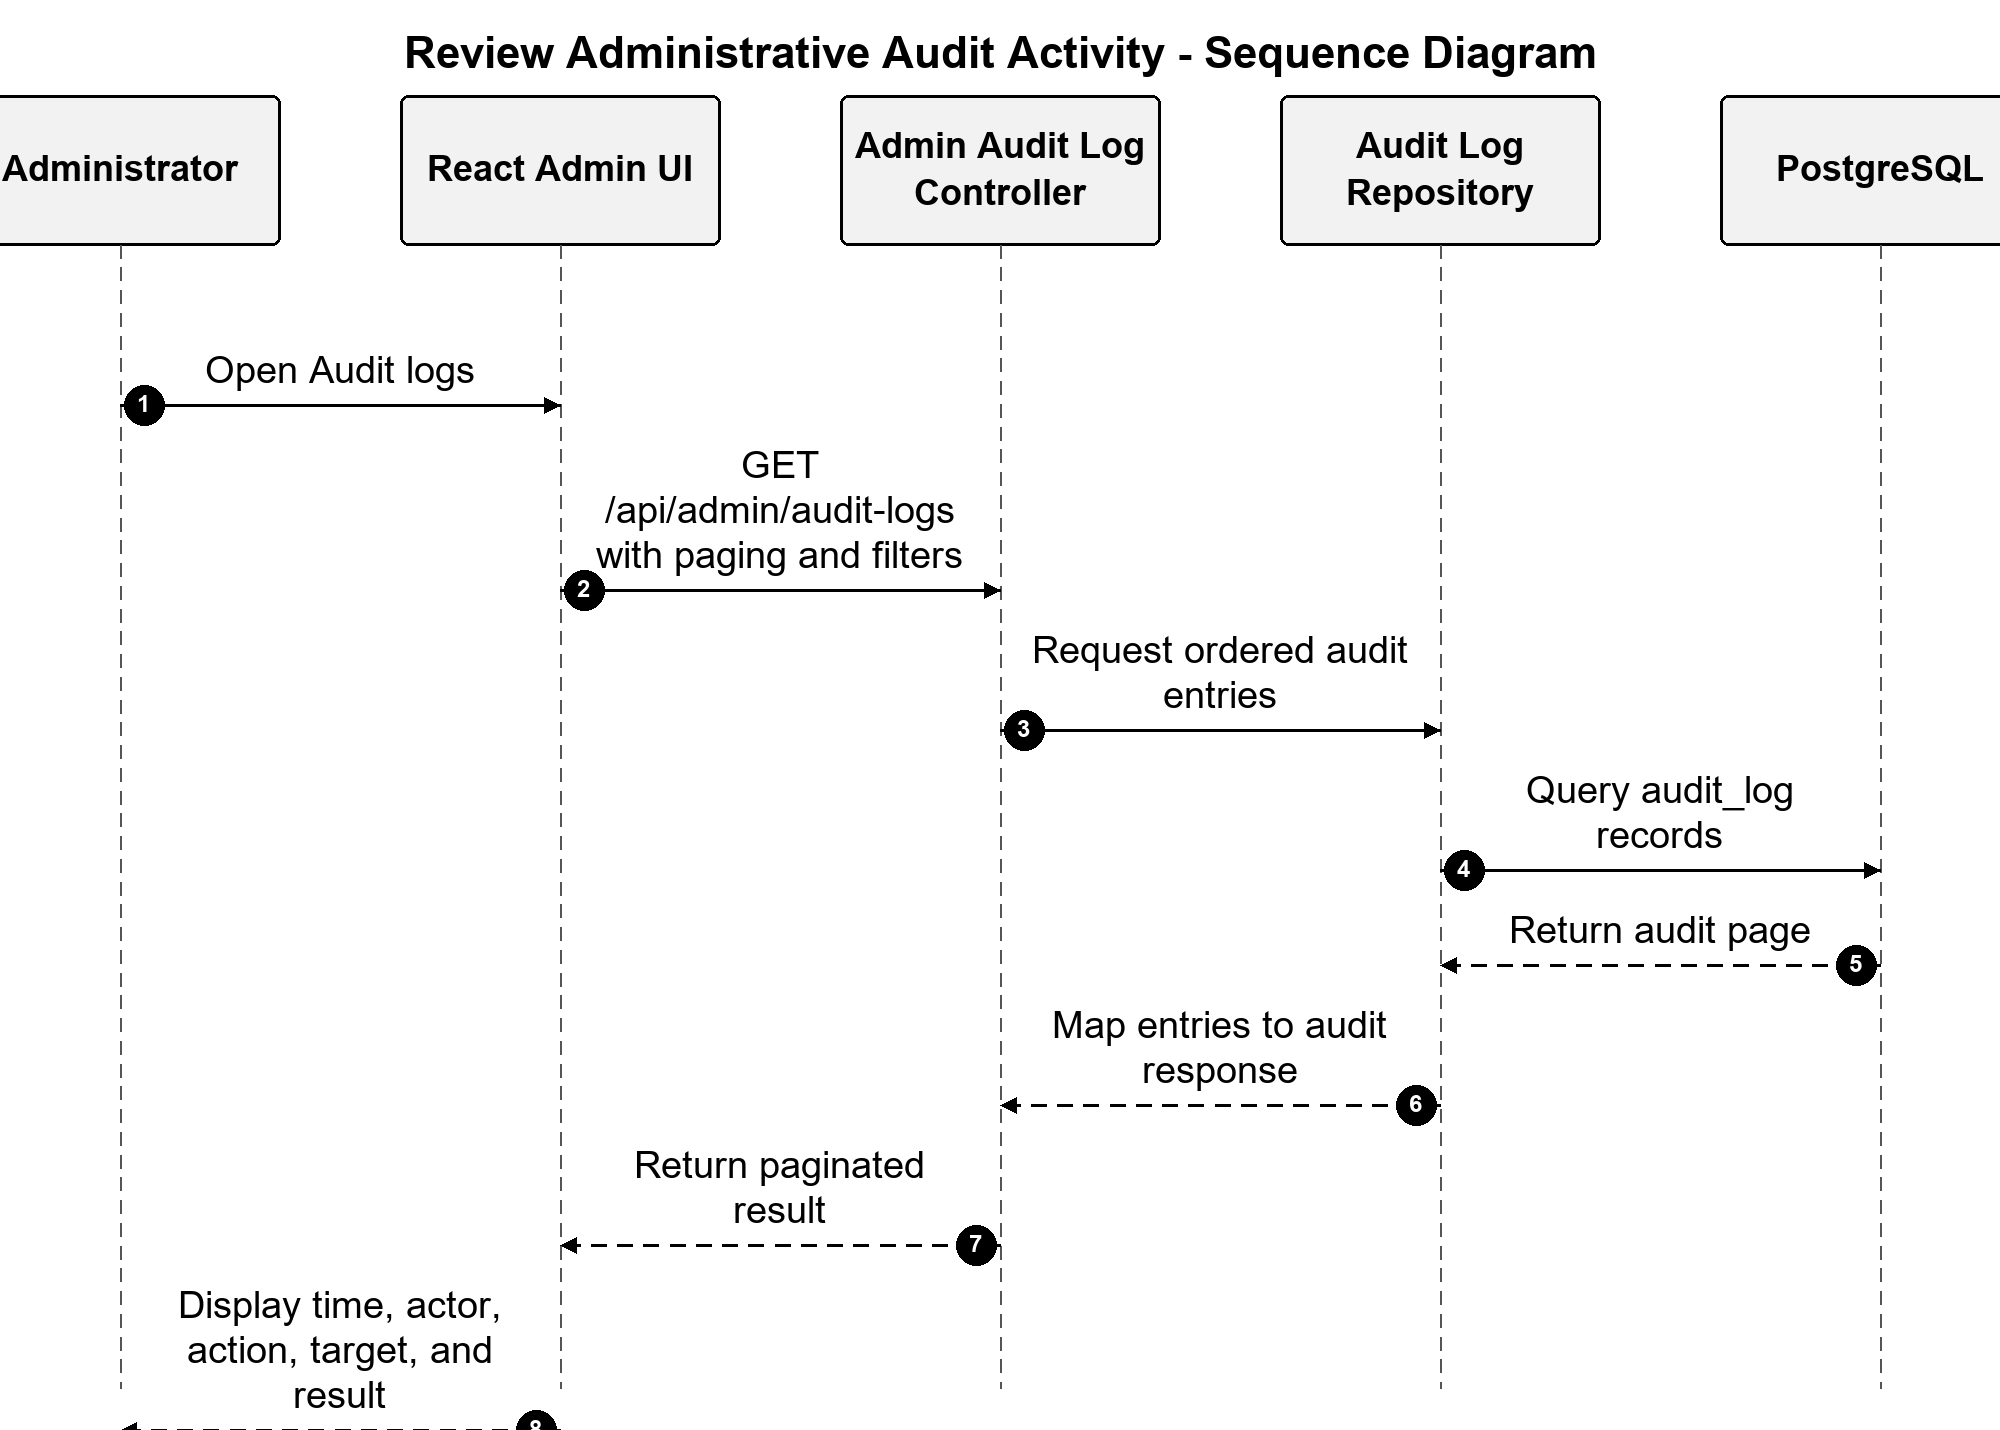 Review Administrative Audit Activity - Sequence Diagram
Administrator
React Admin UI
Admin Audit Log
Controller
Audit Log
Repository
PostgreSQL
Open Audit logs
1
GET
/api/admin/audit-logs
with paging and filters
2
Request ordered audit
entries
3
Query audit_log
records
4
Return audit page
5
Map entries to audit
response
6
Return paginated
result
7
Display time, actor,
action, target, and
result
8